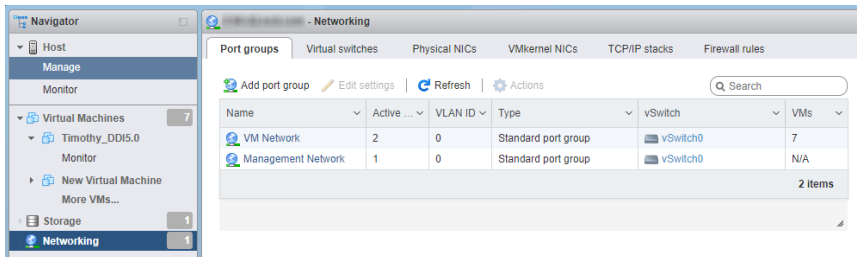 Navigator
Host
Manage
Monitor
Virtual Machines 7
Timothy_DDI5.0
Monitor
New Virtual Machine
More VMs...
Storage 1
Networking 1
- Networking
Port groups Virtual switches Physical NICs VMkernel NICs TCP/IP stacks Firewall rules
Add port group Edit settings Refresh Actions Search
Name Active ... VLAN ID Type vSwitch VMs
VM Network 2 0 Standard port group vSwitch0 7
Management Network 1 0 Standard port group vSwitch0 N/A
2 items